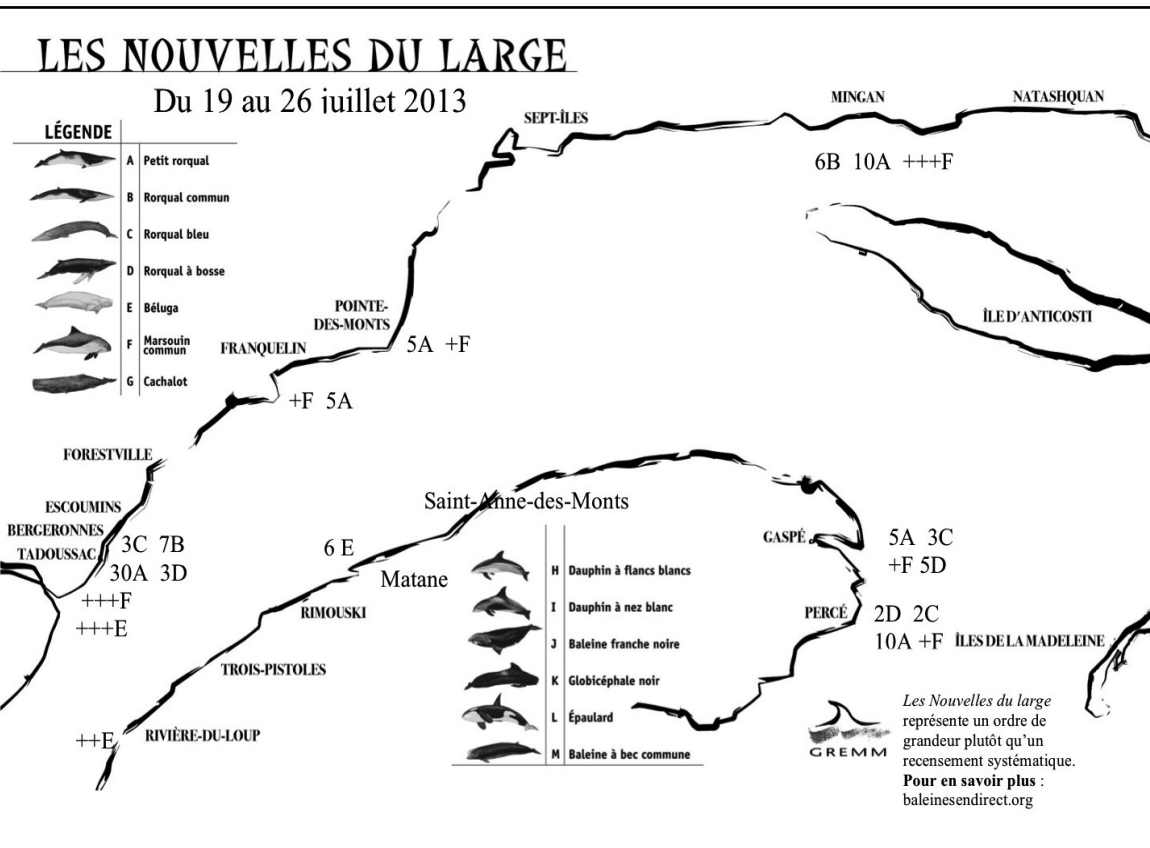 LES NOUVELLES DU LARGE
Du 19 au 26 juillet 2013
LÉGENDE
A Petit rorqual
B Rorqual commun
C Rorqual bleu
D Rorqual à bosse
E Béluga
F Marsouin
commun
G Cachalot
SEPT-ÎLES
MINGAN
NATASHQUAN
6B 10A +++F
ÎLE D'ANTICOSTI
POINTE-
DES-MONTS
5A +F
FRANQUELIN
+F 5A
FORESTVILLE
ESCOUMINS
BERGERONNES
TADOUSSAC
3C 7B
30A 3D
+++F
+++E
Saint-Anne-des-Monts
6 E
Matane
RIMOUSKI
TROIS-PISTOLES
++E
RIVIÈRE-DU-LOUP
H Dauphin à flancs blancs
I Dauphin à nez blanc
J Baleine franche noire
K Globicéphale noir
L Épaulard
M Baleine à bec commune
GASPÉ
5A 3C
+F 5D
PERCÉ
2D 2C
10A +F
ÎLES DE LA MADELEINE
GREMM
Les Nouvelles du large
représente un ordre de
grandeur plutôt qu'un
recensement systématique.
Pour en savoir plus :
baleinesendirect.org